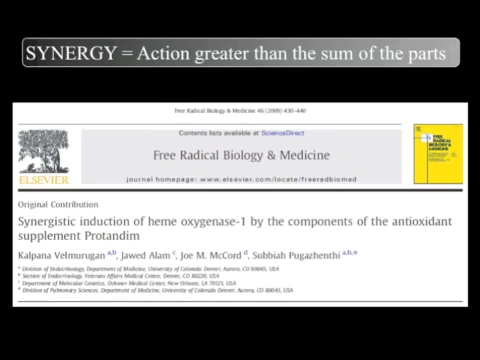 SYNERGY = Action greater than the sum of the parts
Free Radical Biology & Medicine 46 (2009) 430–440
Contents lists available at ScienceDirect
Free Radical Biology & Medicine
journal homepage: www.elsevier.com/locate/freeradbiomed
ELSEVIER
FREE
RADICAL
BIOLOGY &
MEDICINE
Original Contribution
Synergistic induction of heme oxygenase-1 by the components of the antioxidant
supplement Protandim
Kalpana Velmurugan a,b, Jawed Alam c, Joe M. McCord d, Subbiah Pugazhenthi a,b,*
a Division of Endocrinology, Department of Medicine, University of Colorado Denver, Aurora, CO 80045, USA
b Section of Endocrinology, Veterans Affairs Medical Center, Denver, CO 80220, USA
c Department of Molecular Genetics, Ochsner Medical Center, New Orleans, LA 70121, USA
d Division of Pulmonary Sciences, Department of Medicine, University of Colorado Denver, Aurora, CO 80045, USA